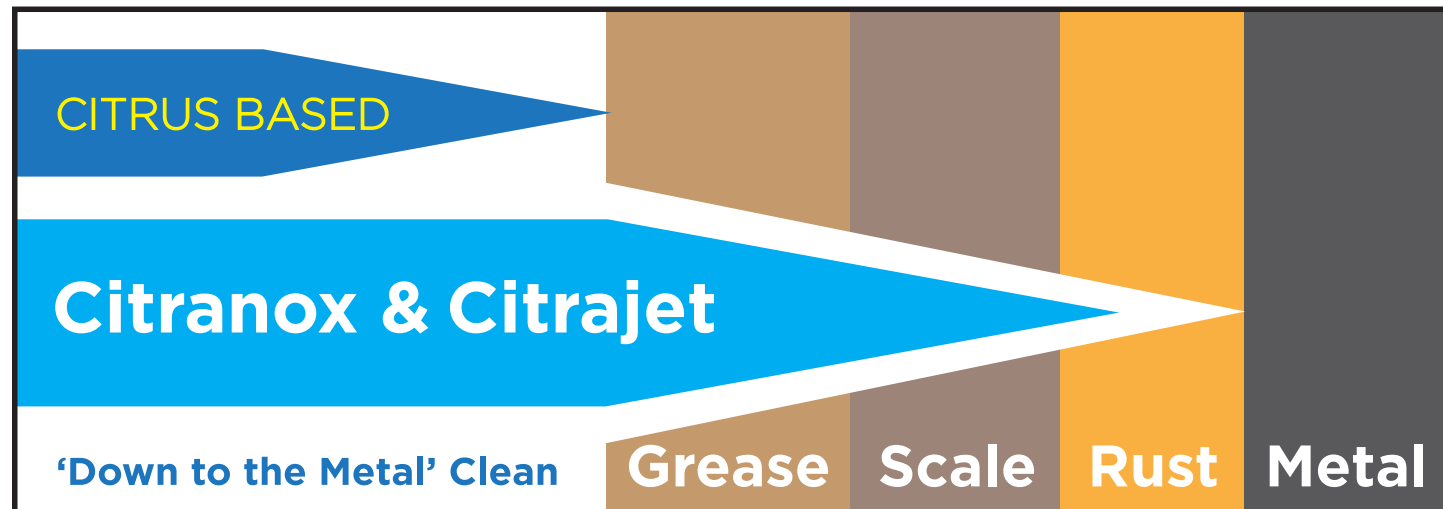 CITRUS BASED
Citranox & Citrajet
‘Down to the Metal’ Clean
Grease
Scale
Rust
Metal